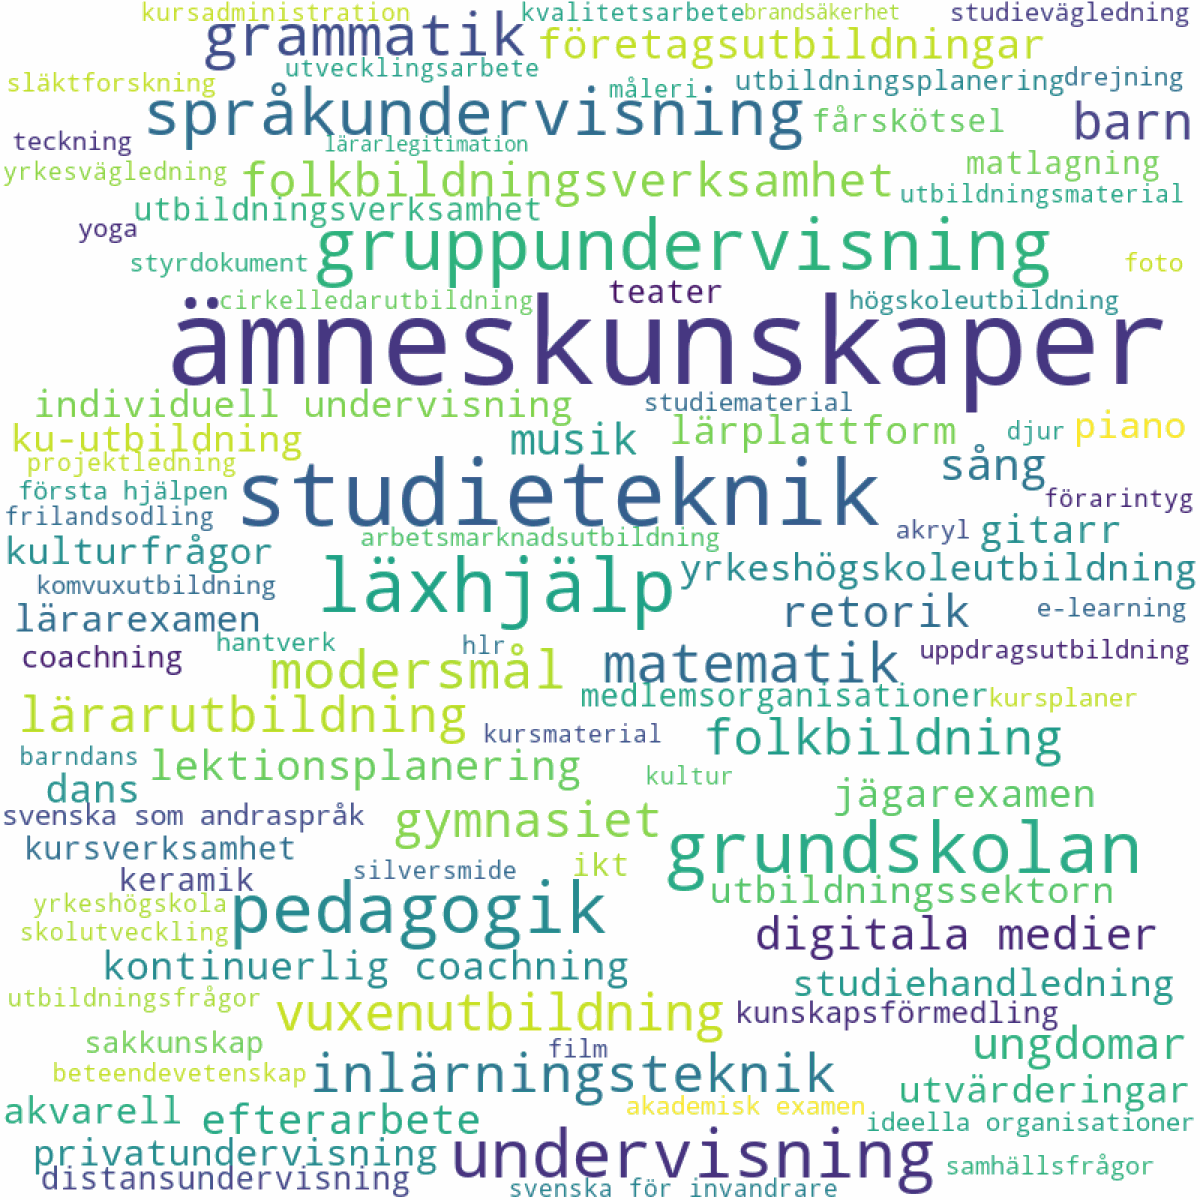 kursadministration
kvalitetsarbete
brandsäkerhet
studievägledning
grammatik
företagsutbildningar
släktforskning
utvecklingsarbete
måleri
utbildningsplanering
drejning
språkundervisning
fårskötsel
barn
teckning
lärarlegitimation
yrkesvägledning
folkbildningsverksamhet
matlagning
utbildningsmaterial
utbildningsverksamhet
yoga
gruppundervisning
styrdokument
foto
cirkelledarutbildning
teater
högskoleutbildning
ämneskunskaper
individuell undervisning
studiematerial
ku-utbildning
musik
lärplattform
djur
piano
projektledning
sång
första hjälpen
studieteknik
förarintyg
frilandsodling
arbetsmarknadsutbildning
akryl
gitarr
kulturfrågor
läxhjälp
yrkeshögskoleutbildning
komvuxutbildning
lärarexamen
retorik
e-learning
hantverk
hlr
coachning
modersmål
matematik
uppdragsutbildning
medlemsorganisationer
kursplaner
lärarutbildning
kursmaterial
folkbildning
barndans
lektionsplanering
kultur
dans
jägarexamen
svenska som andraspråk
gymnasiet
kursverksamhet
grundskolan
keramik
silversmide
ikt
utbildningssektorn
yrkeshögskola
pedagogik
skolutveckling
digitala medier
kontinuerlig coachning
studiehandledning
utbildningsfrågor
vuxenutbildning
kunskapsförmedling
sakkunskap
film
ungdomar
beteendevetenskap
inlärningsteknik
utvärderingar
akvarell
efterarbete
akademisk examen
ideella organisationer
privatundervisning
undervisning
samhällsfrågor
distansundervisning
svenska för invandrare